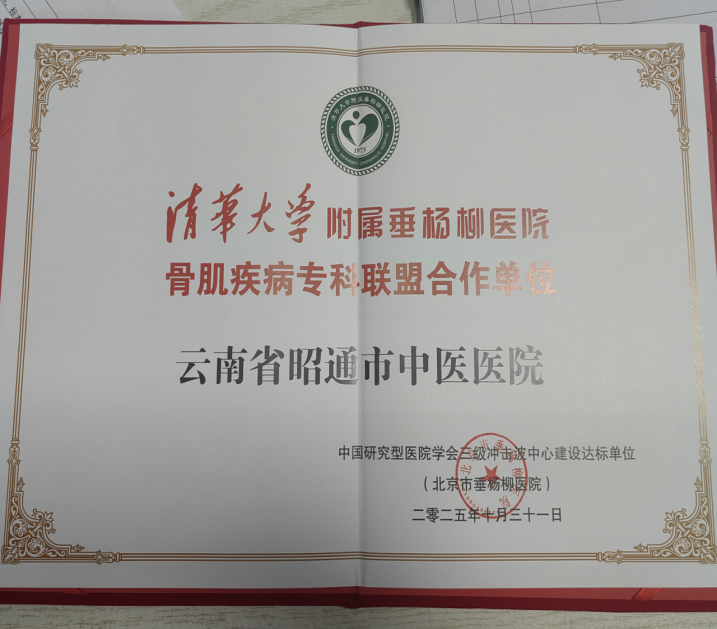 1975
清华大学附属垂杨柳医院
骨肌疾病专科联盟合作单位
云南省昭通市中医医院
中国研究型医院学会三级冲击波中心建设达标单位
（北京市垂杨柳医院）
二零二五年十月三十一日